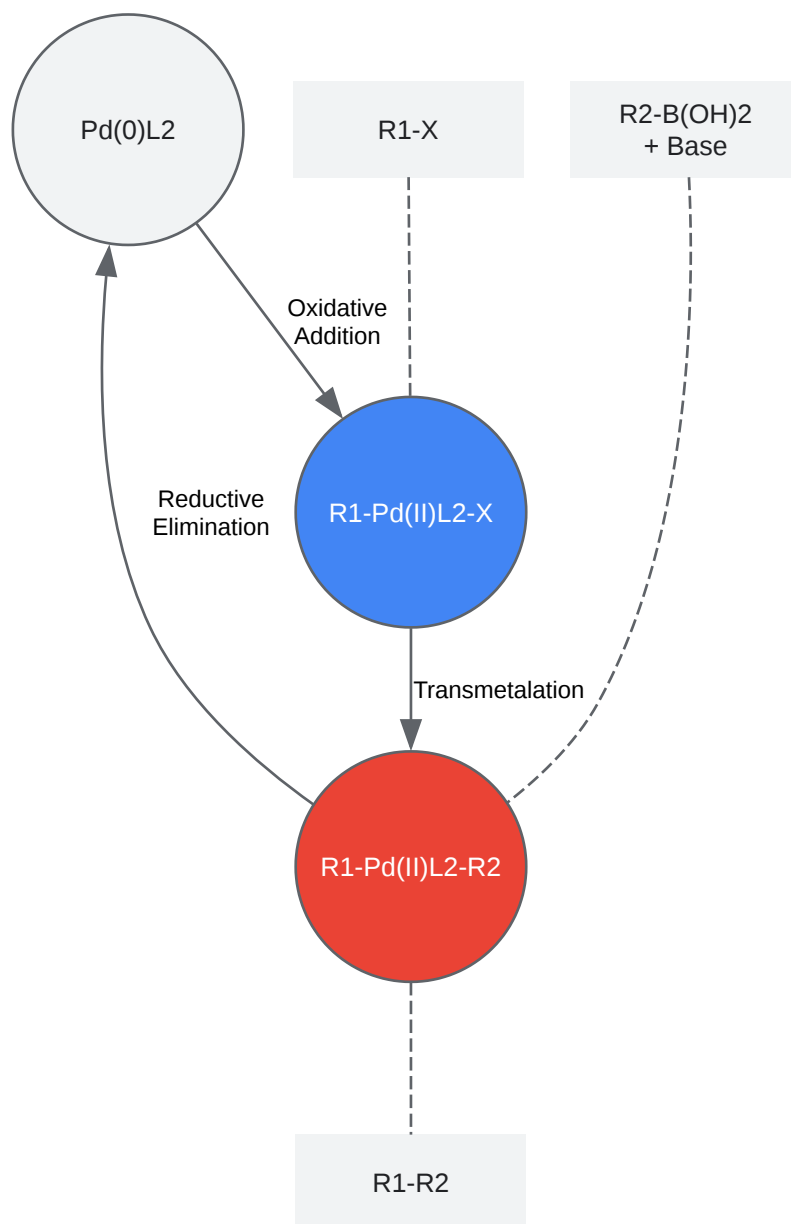 Pd(0)L2
R1-X
R2-B(OH)2
+ Base
Oxidative
Addition
Reductive
Elimination
R1-Pd(II)L2-X
Transmetalation
R1-Pd(II)L2-R2
R1-R2